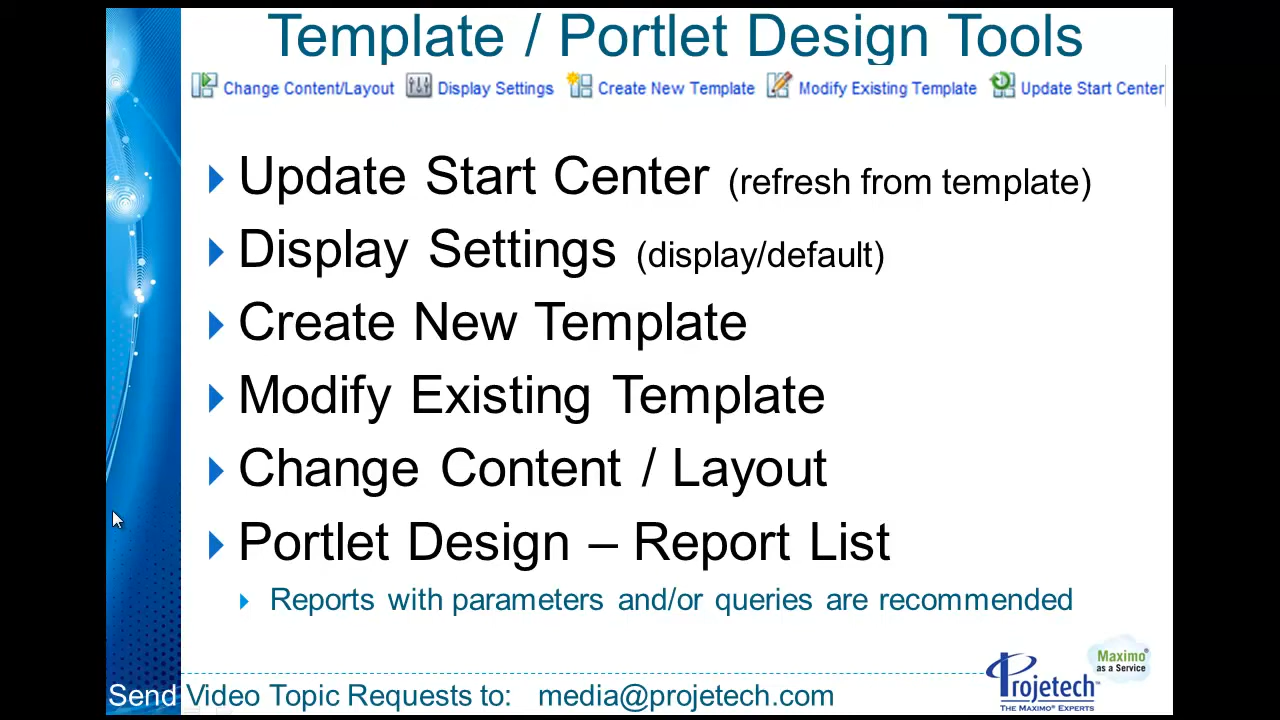 Template / Portlet Design Tools
Change Content/Layout Display Settings Create New Template Modify Existing Template Update Start Center
Update Start Center (refresh from template)
Display Settings (display/default)
Create New Template
Modify Existing Template
Change Content / Layout
Portlet Design – Report List
Reports with parameters and/or queries are recommended
Maximo®
as a Service
Projetech™
THE MAXIMO® EXPERTS
Send Video Topic Requests to: media@projetech.com